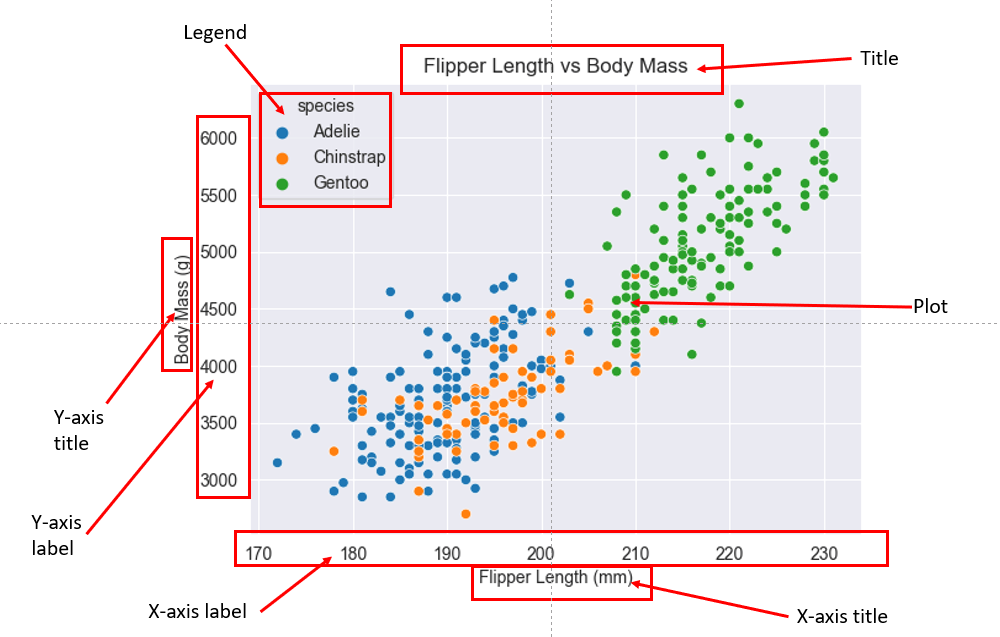 Legend
Flipper Length vs Body Mass
Title
species
Adelie
Chinstrap
Gentoo
6000
5500
5000
4500
4000
3500
3000
Body Mass (g)
Plot
Y-axis
title
Y-axis
label
170 180 190 200 210 220 230
Flipper Length (mm)
X-axis label
X-axis title